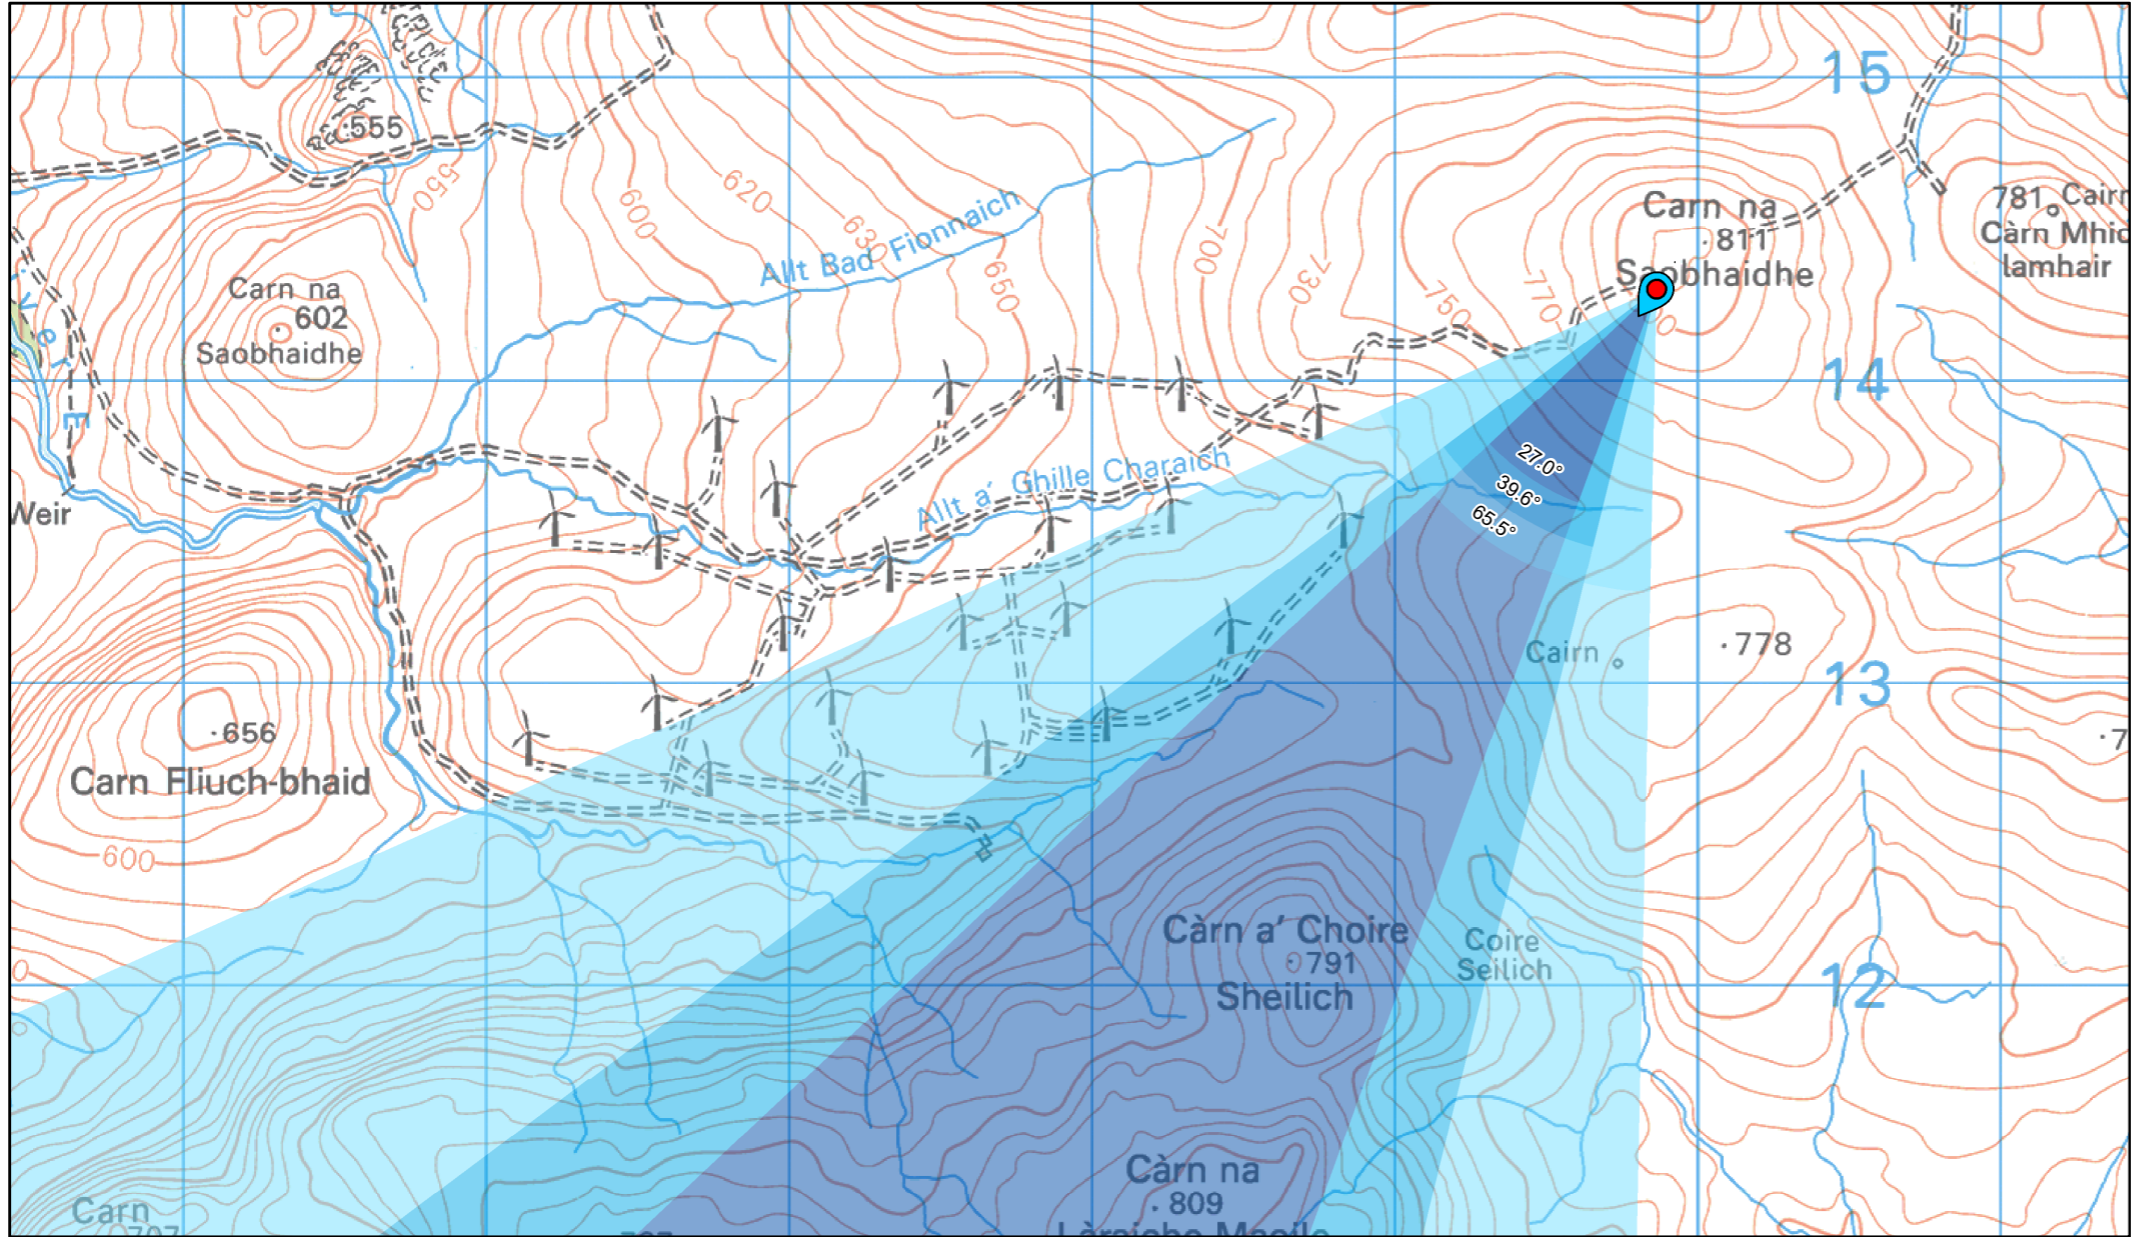 15
555
550
620
600
630
Allt Bad Fionnaich
650
700
730
750
770
Carn na
811
Saobhaidhe
781 Cairn
Càrn Mhic
lamhair
Carn na
602
Saobhaidhe
14
Weir
Allt a' Ghille Charaich
27.0°
39.6°
65.5°
Cairn
778
13
656
Carn Fliuch-bhaid
600
Càrn a' Choire
791
Sheilich
Coire
Seilich
12
Càrn na
809
Carn